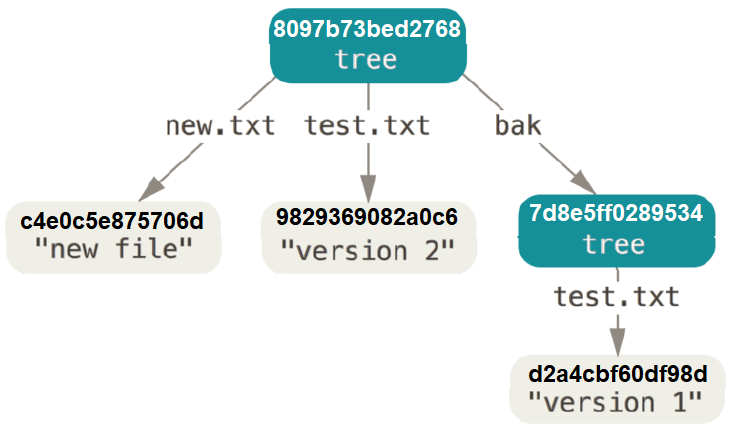 8097b73bed2768
tree
new.txt test.txt bak
c4e0c5e875706d
"new file"
9829369082a0c6
"version 2"
7d8e5ff0289534
tree
test.txt
d2a4cbf60df98d
"version 1"